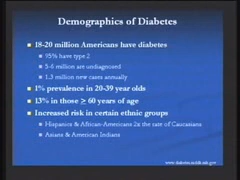 Demographics of Diabetes
18-20 million Americans have diabetes
95% have type 2
5-6 million are undiagnosed
1.3 million new cases annually
1% prevalence in 20-39 year olds
13% in those ≥ 60 years of age
Increased risk in certain ethnic groups
Hispanics & African-Americans 2x the rate of Caucasians
Asians & American Indians
www.diabetes.niddk.nih.gov